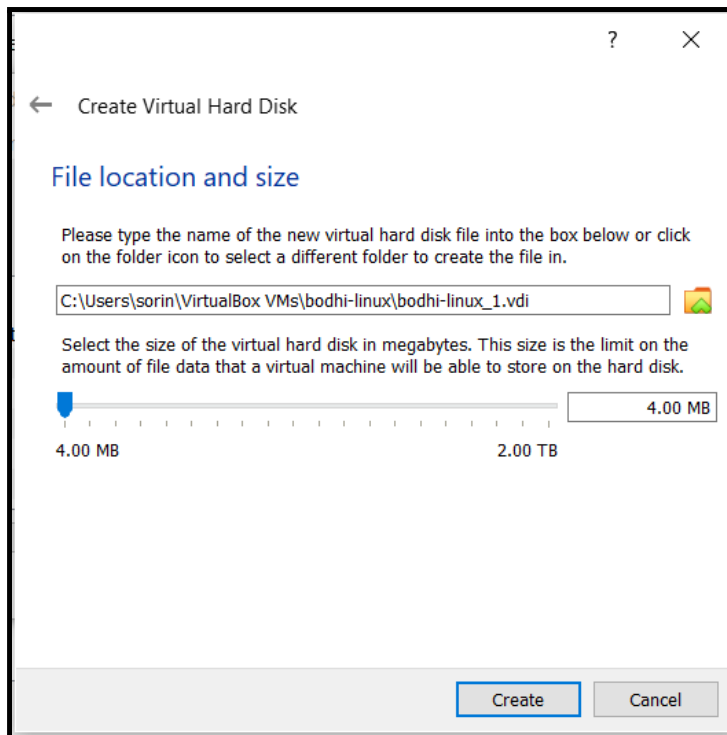 ?
Create Virtual Hard Disk
File location and size
Please type the name of the new virtual hard disk file into the box below or click
on the folder icon to select a different folder to create the file in.
C:\Users\sorin\VirtualBox VMs\bodhi-linux\bodhi-linux_1.vdi
Select the size of the virtual hard disk in megabytes. This size is the limit on the
amount of file data that a virtual machine will be able to store on the hard disk.
4.00 MB
4.00 MB 2.00 TB
Create Cancel